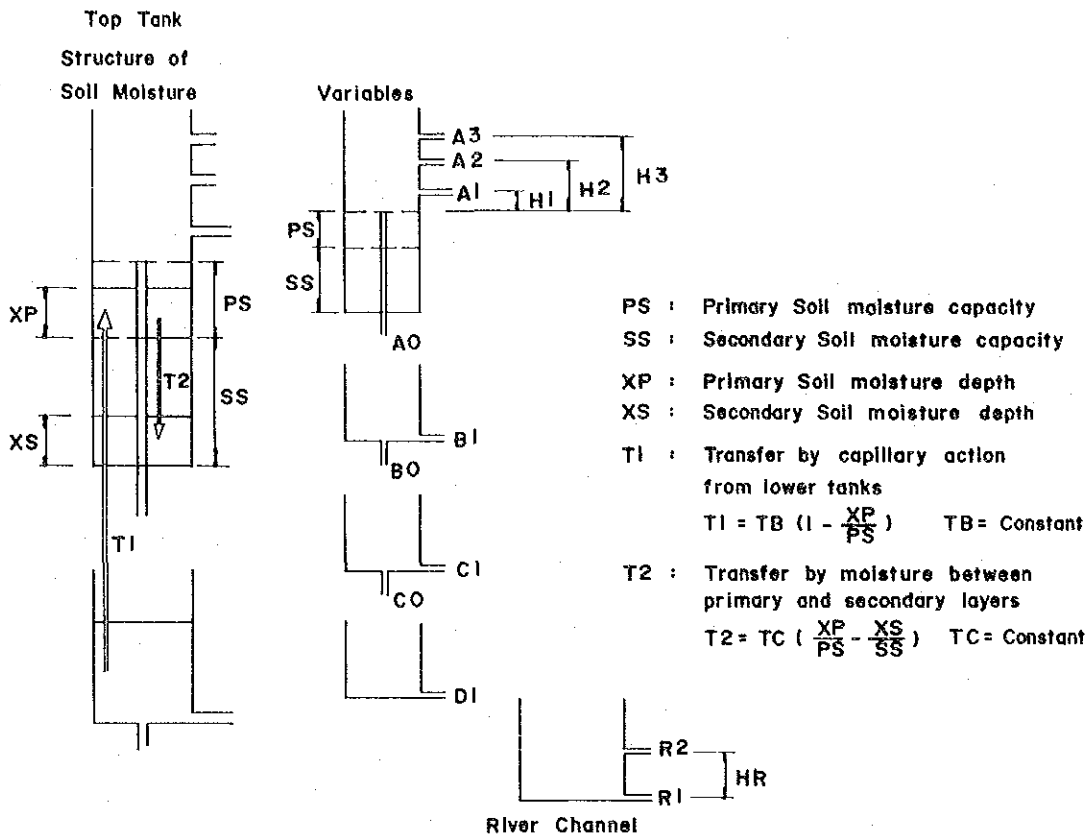 Top Tank
Structure of
Soil Moisture
Variables
A3
A2
A1
H1
H2
H3
PS
SS
A0
XP
PS
T2
SS
XS
T1
B1
B0
C1
C0
D1
R2
HR
R1
River Channel
PS : Primary Soil moisture capacity
SS : Secondary Soil moisture capacity
XP : Primary Soil moisture depth
XS : Secondary Soil moisture depth
T1 : Transfer by capillary action
from lower tanks
T1 = TB (1 - XP/PS) TB = Constant
T2 : Transfer by moisture between
primary and secondary layers
T2 = TC (XP/PS - XS/SS) TC = Constant